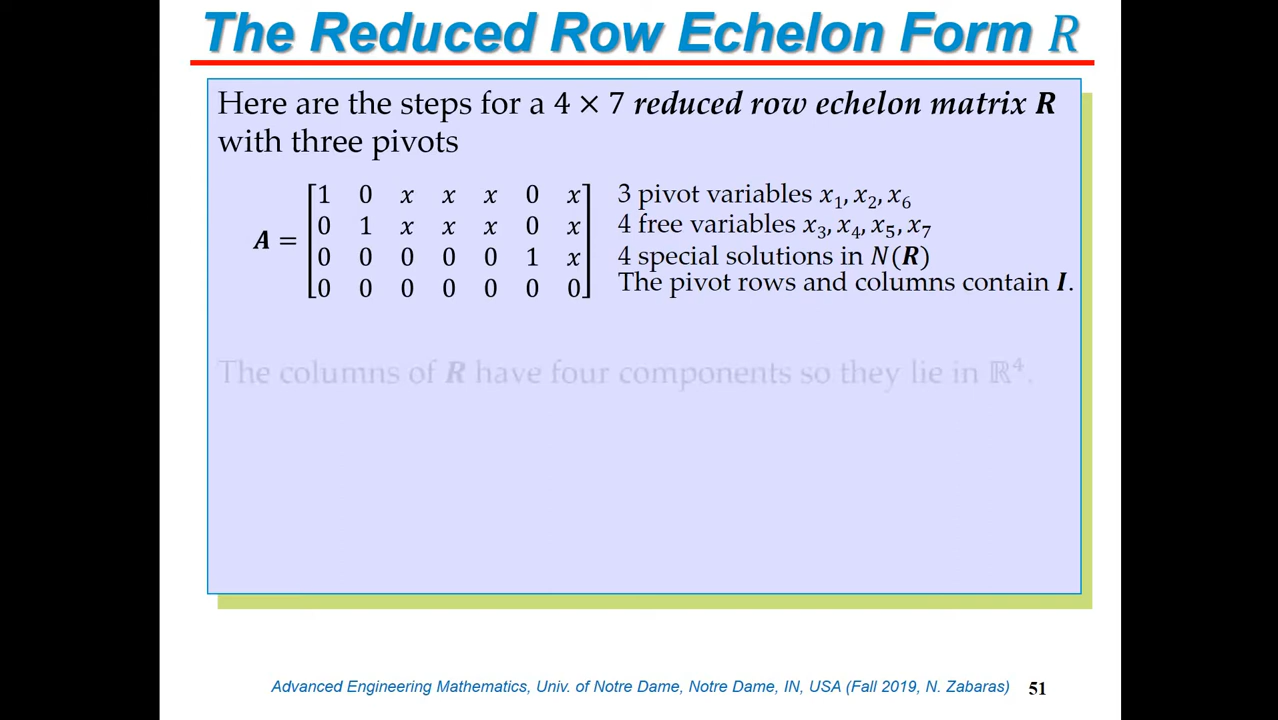 The Reduced Row Echelon Form R
Here are the steps for a 4 × 7 reduced row echelon matrix R
with three pivots
1 0 x x x 0 x 3 pivot variables x₁, x₂, x₆
0 1 x x x 0 x 4 free variables x₃, x₄, x₅, x₇
A =
0 0 0 0 0 1 x 4 special solutions in N(R)
0 0 0 0 0 0 0 The pivot rows and columns contain I.
The columns of R have four components so they lie in ℝ⁴.
Advanced Engineering Mathematics, Univ. of Notre Dame, Notre Dame, IN, USA (Fall 2019, N. Zabaras) 51